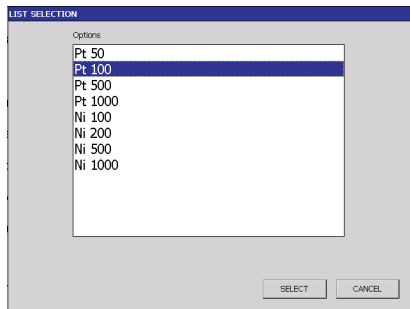 LIST SELECTION
Options
Pt 50
Pt 100
Pt 500
Pt 1000
Ni 100
Ni 200
Ni 500
Ni 1000
SELECT
CANCEL